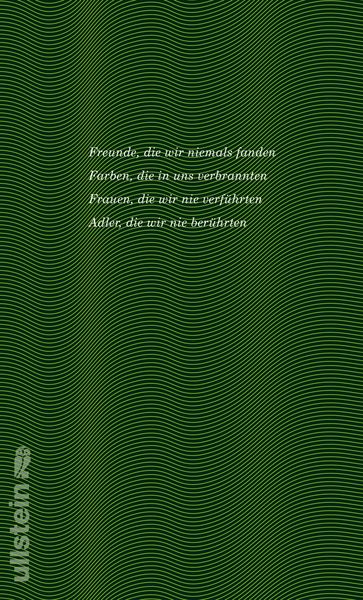 Freunde, die wir niemals fanden
Farben, die in uns verbrannten
Frauen, die wir nie verführten
Adler, die wir nie berührten
ullstein